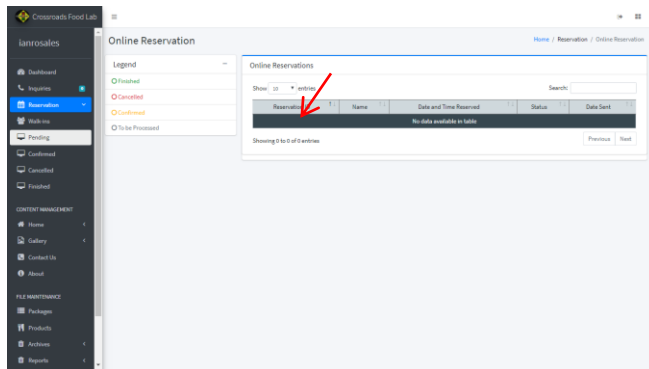 Crossroads Food Lab
ianrosales
Dashboard
Inquiries
Reservation
Walk-ins
Pending
Confirmed
Cancelled
Finished
CONTENT MANAGEMENT
Home
Gallery
Contact Us
About
FILE MAINTENANCE
Packages
Products
Archives
Reports
Online Reservation
Home / Reservation / Online Reservation
Legend
Finished
Cancelled
Confirmed
To be Processed
Online Reservations
Show 10 entries
Search:
Reservation Name Date and Time Reserved Status Date Sent
No data available in table
Showing 0 to 0 of 0 entries
Previous Next